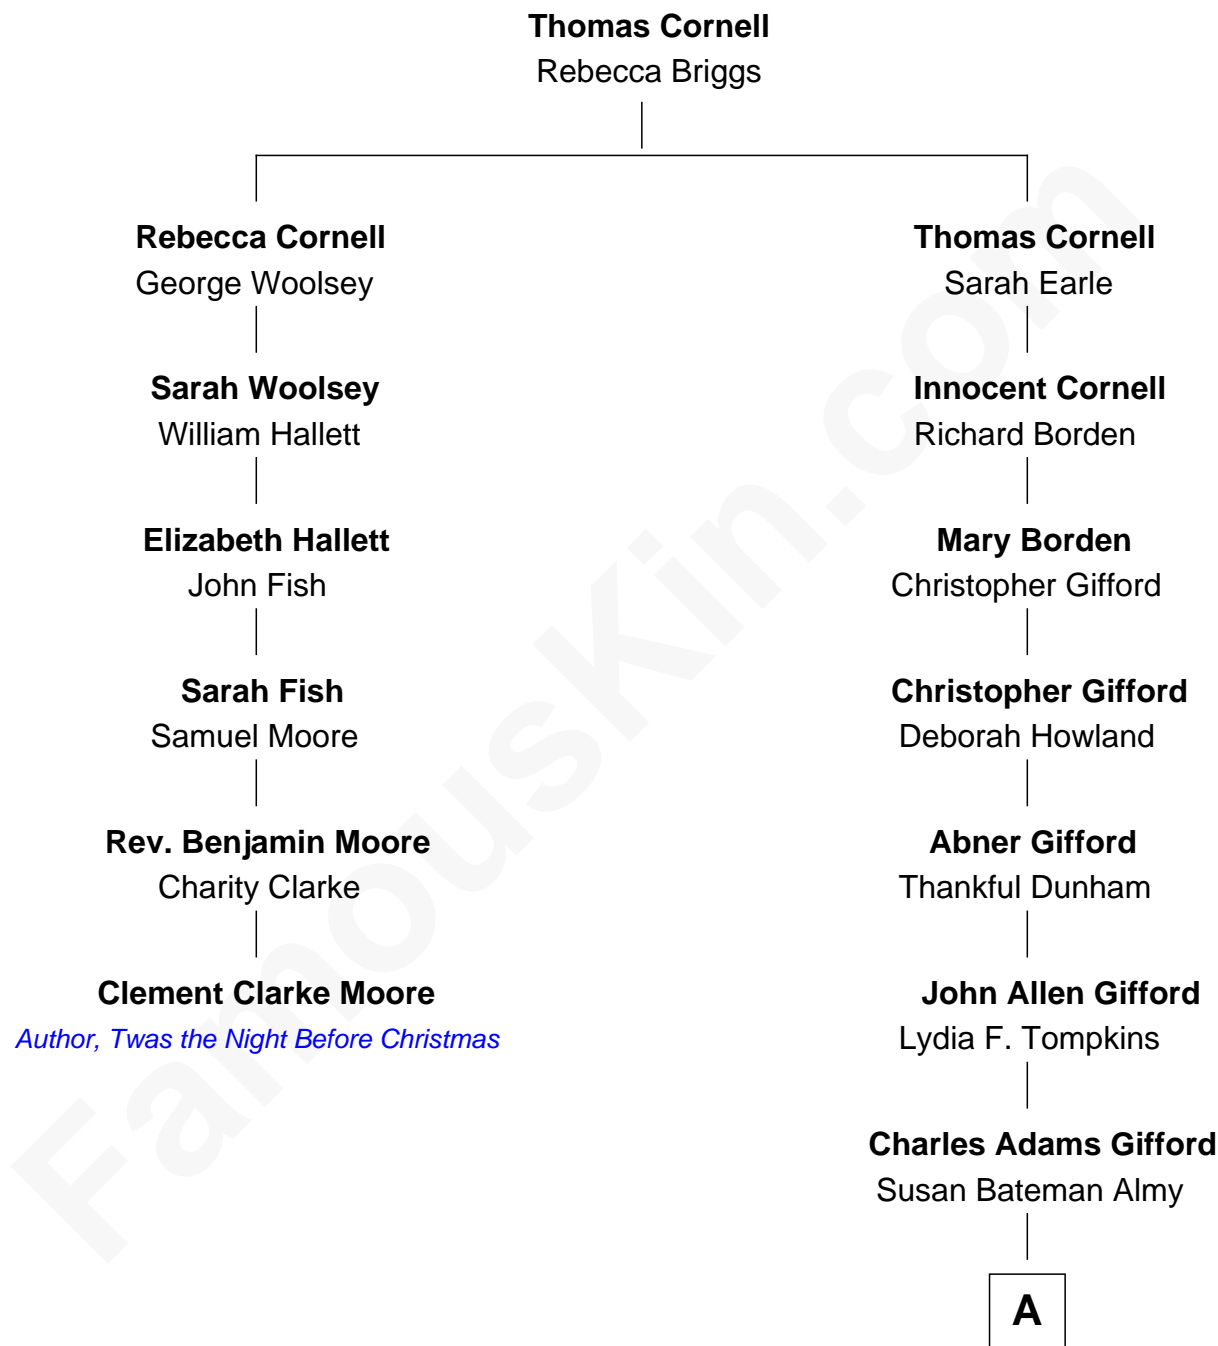 Thomas Cornell
Rebecca Briggs
Rebecca Cornell
George Woolsey
Sarah Woolsey
William Hallett
Elizabeth Hallett
John Fish
Sarah Fish
Samuel Moore
Rev. Benjamin Moore
Charity Clarke
Clement Clarke Moore
Author, Twas the Night Before Christmas
Thomas Cornell
Sarah Earle
Innocent Cornell
Richard Borden
Mary Borden
Christopher Gifford
Christopher Gifford
Deborah Howland
Abner Gifford
Thankful Dunham
John Allen Gifford
Lydia F. Tompkins
Charles Adams Gifford
Susan Bateman Almy
A
FamousKin.com